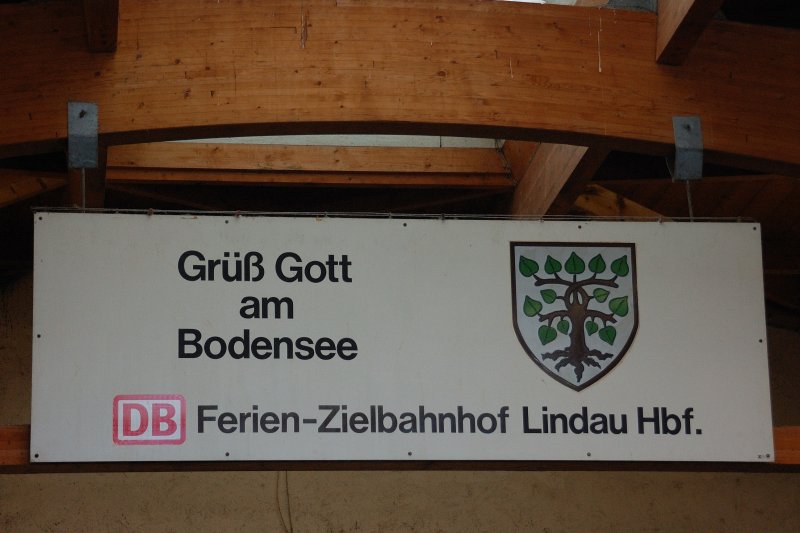 Grüß Gott
am
Bodensee
DB Ferien-Zielbahnhof Lindau Hbf.